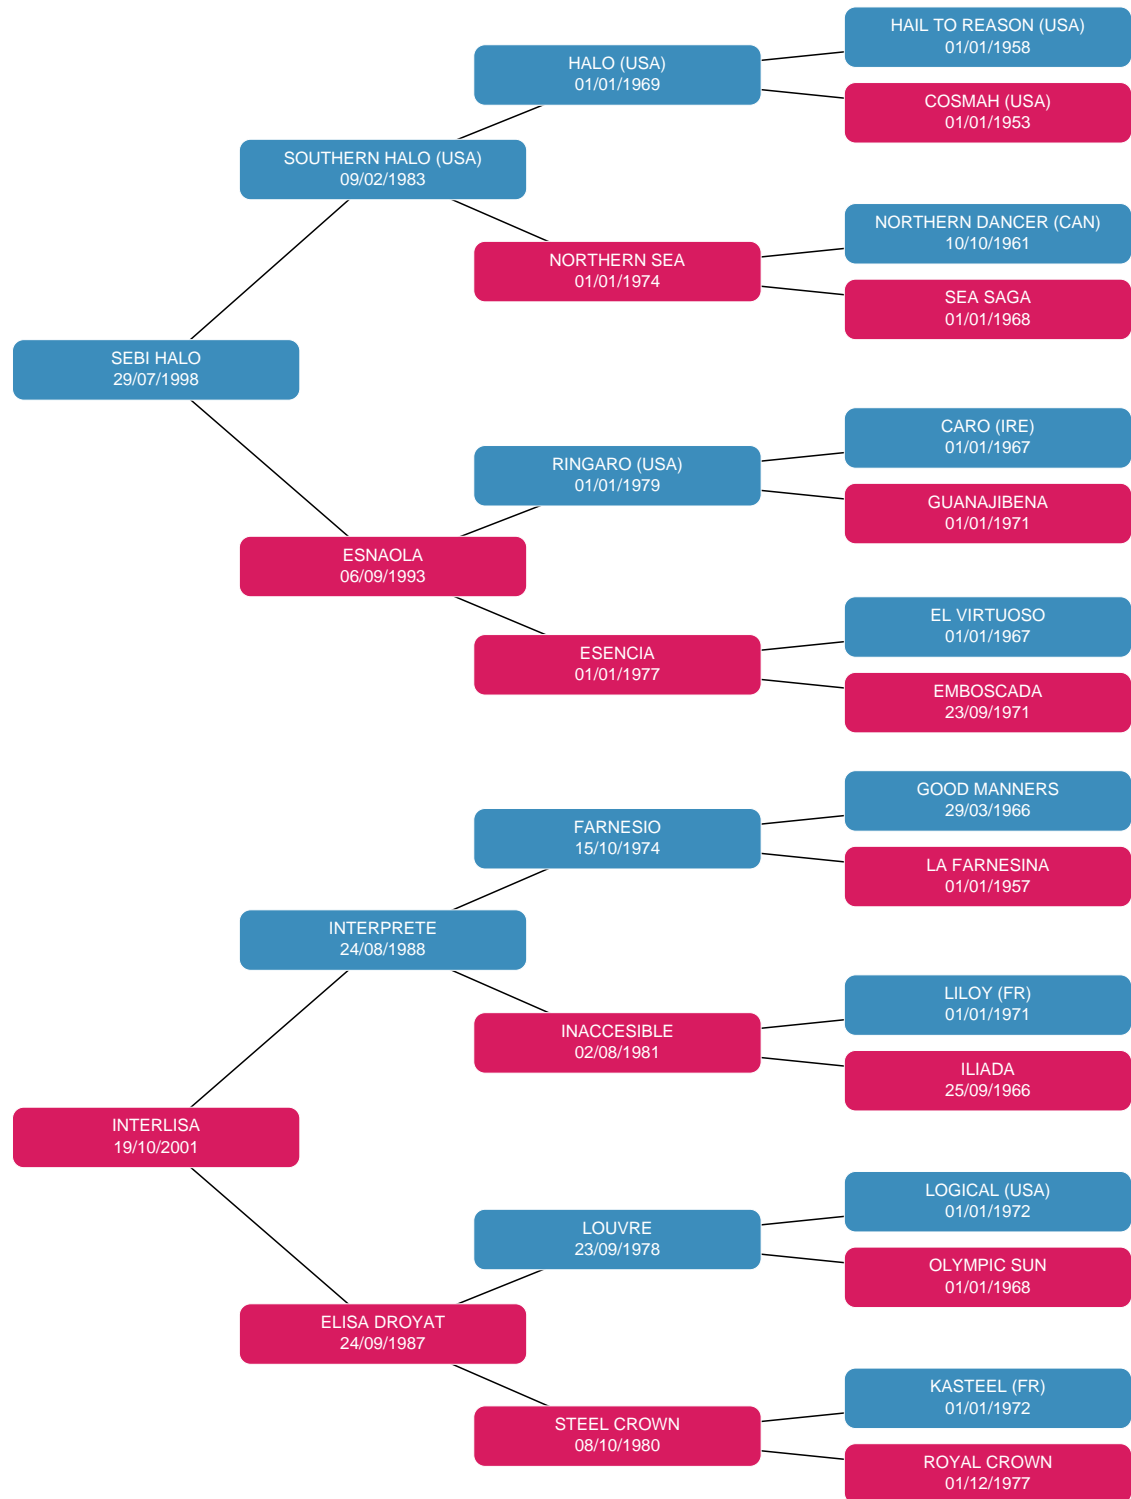 HAIL TO REASON (USA)
01/01/1958
HALO (USA)
01/01/1969
COSMAH (USA)
01/01/1953
SOUTHERN HALO (USA)
09/02/1983
NORTHERN DANCER (CAN)
10/10/1961
NORTHERN SEA
01/01/1974
SEA SAGA
01/01/1968
SEBI HALO
29/07/1998
CARO (IRE)
01/01/1967
RINGARO (USA)
01/01/1979
GUANAJIBENA
01/01/1971
ESNAOLA
06/09/1993
EL VIRTUOSO
01/01/1967
ESENCIA
01/01/1977
EMBOSCADA
23/09/1971
GOOD MANNERS
29/03/1966
FARNESIO
15/10/1974
LA FARNESINA
01/01/1957
INTERPRETE
24/08/1988
LILOY (FR)
01/01/1971
INACCESIBLE
02/08/1981
ILIADA
25/09/1966
INTERLISA
19/10/2001
LOGICAL (USA)
01/01/1972
LOUVRE
23/09/1978
OLYMPIC SUN
01/01/1968
ELISA DROYAT
24/09/1987
KASTEEL (FR)
01/01/1972
STEEL CROWN
08/10/1980
ROYAL CROWN
01/12/1977